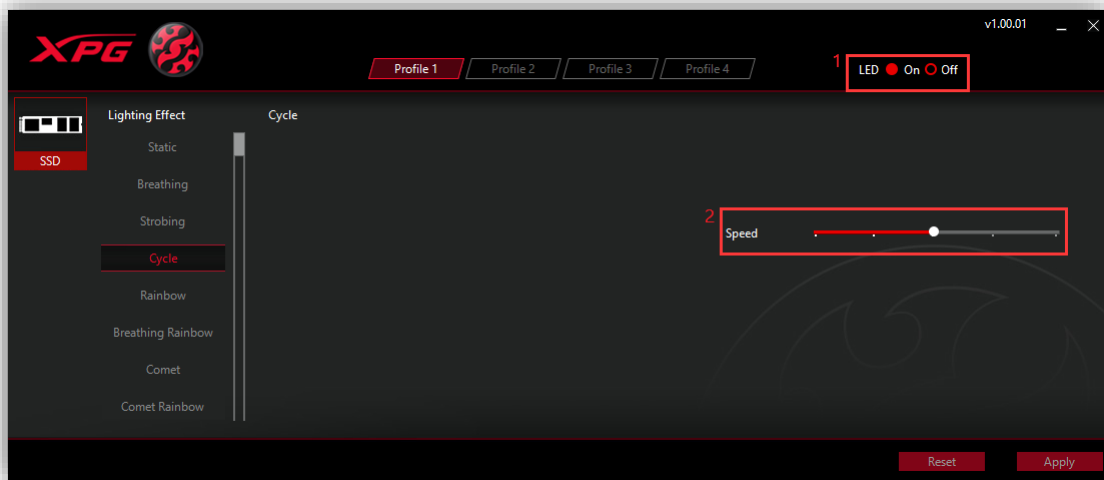 v1.00.01
XPG
Profile 1 Profile 2 Profile 3 Profile 4
1
LED On Off
SSD
Lighting Effect
Static
Breathing
Strobing
Cycle
Rainbow
Breathing Rainbow
Comet
Comet Rainbow
Cycle
2
Speed
Reset Apply